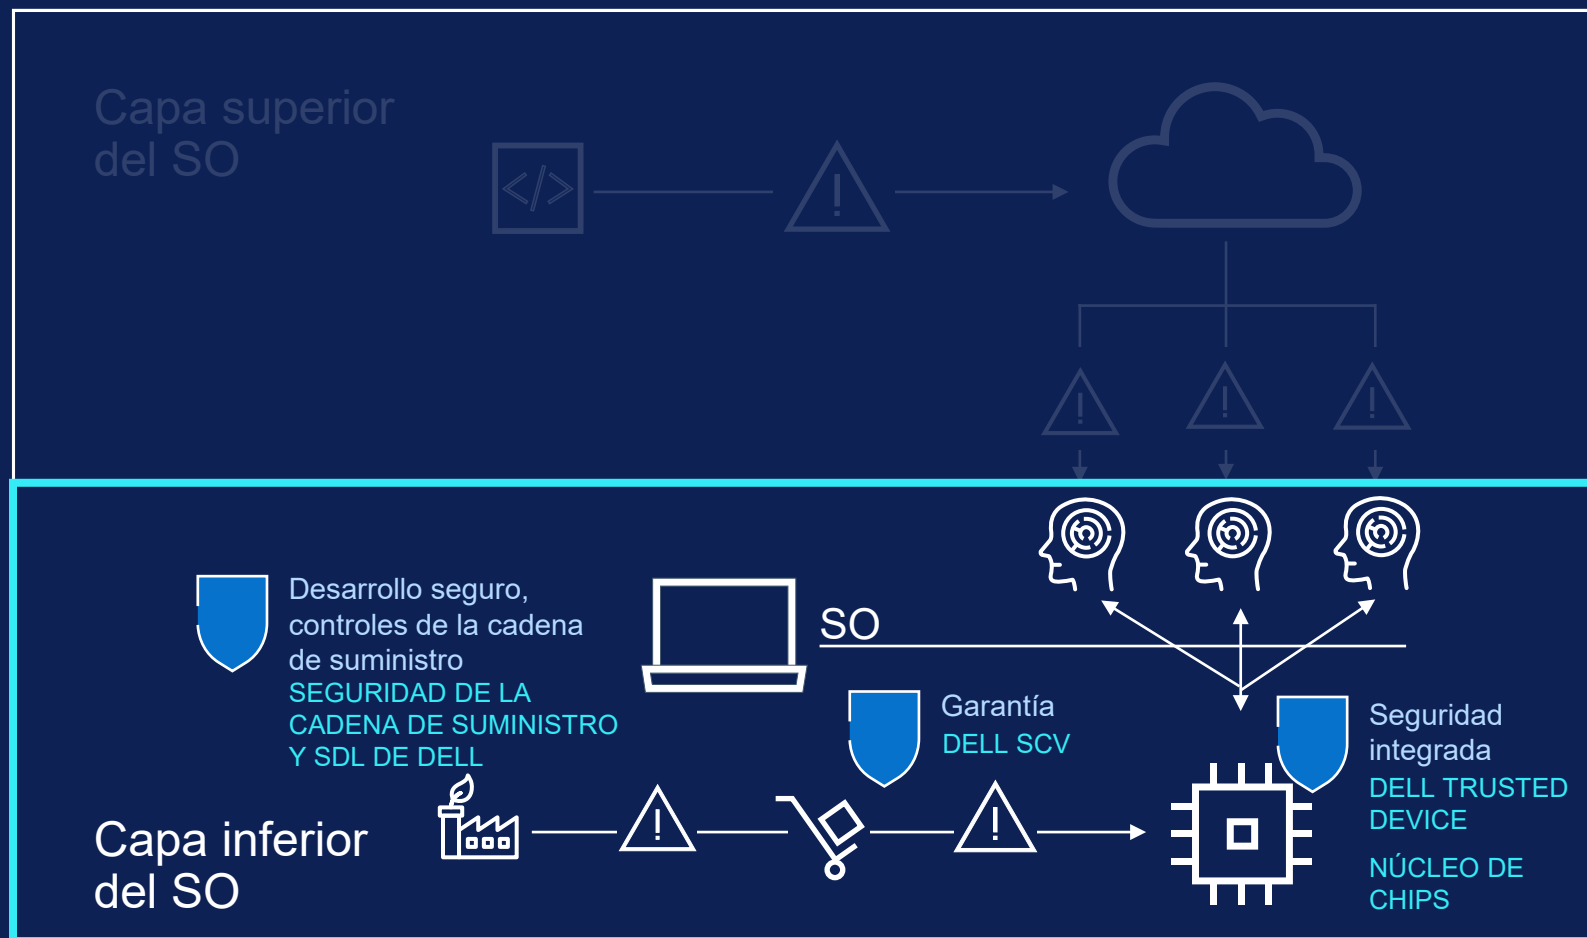 Capa superior
del SO
</>
Desarrollo seguro,
controles de la cadena
de suministro
SEGURIDAD DE LA
CADENA DE SUMINISTRO
Y SDL DE DELL
SO
Garantía
DELL SCV
Seguridad
integrada
DELL TRUSTED
DEVICE
NÚCLEO DE
CHIPS
Capa inferior
del SO